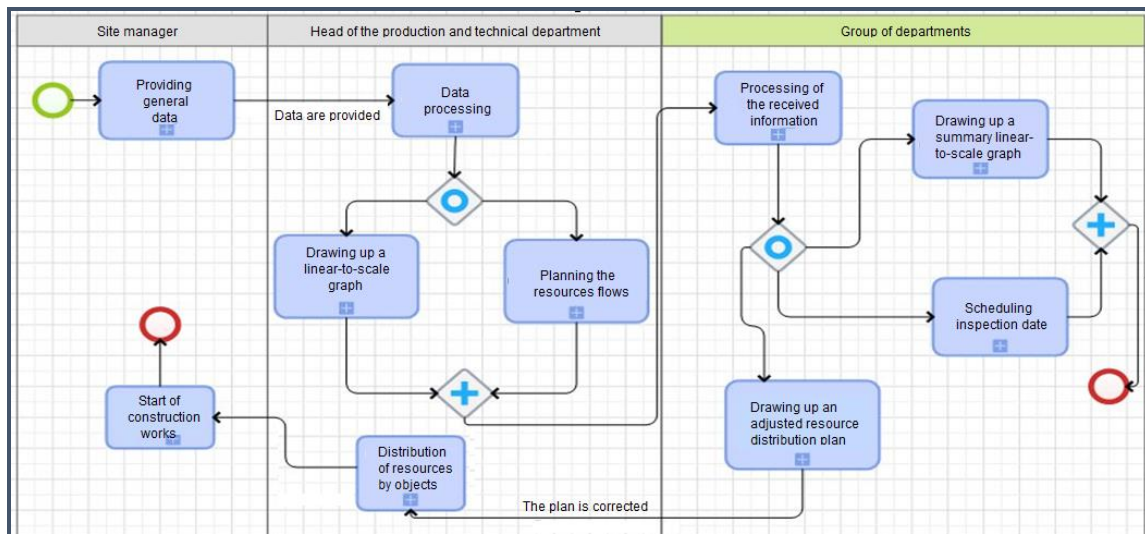 Site manager
Head of the production and technical department
Group of departments
Providing
general
data
Data are provided
Data
processing
Processing of
the received
information
Drawing up a
summary linear-
to-scale graph
Drawing up a
linear-to-scale
graph
Planning the
resources flows
Scheduling
inspection date
Start of
construction
works
Drawing up an
adjusted resource
distribution plan
Distribution
of resources
by objects
The plan is corrected